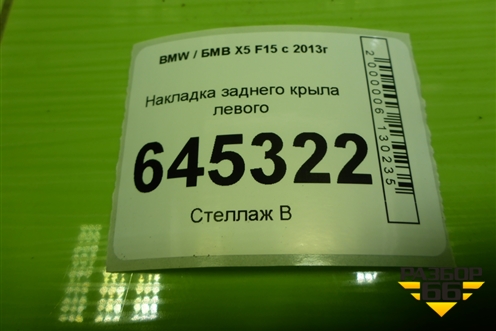 BMW / БМВ X5 F15 с 2013г
Накладка заднего крыла
левого
645322
Стеллаж В
2000006130235
РАЗБОР
66